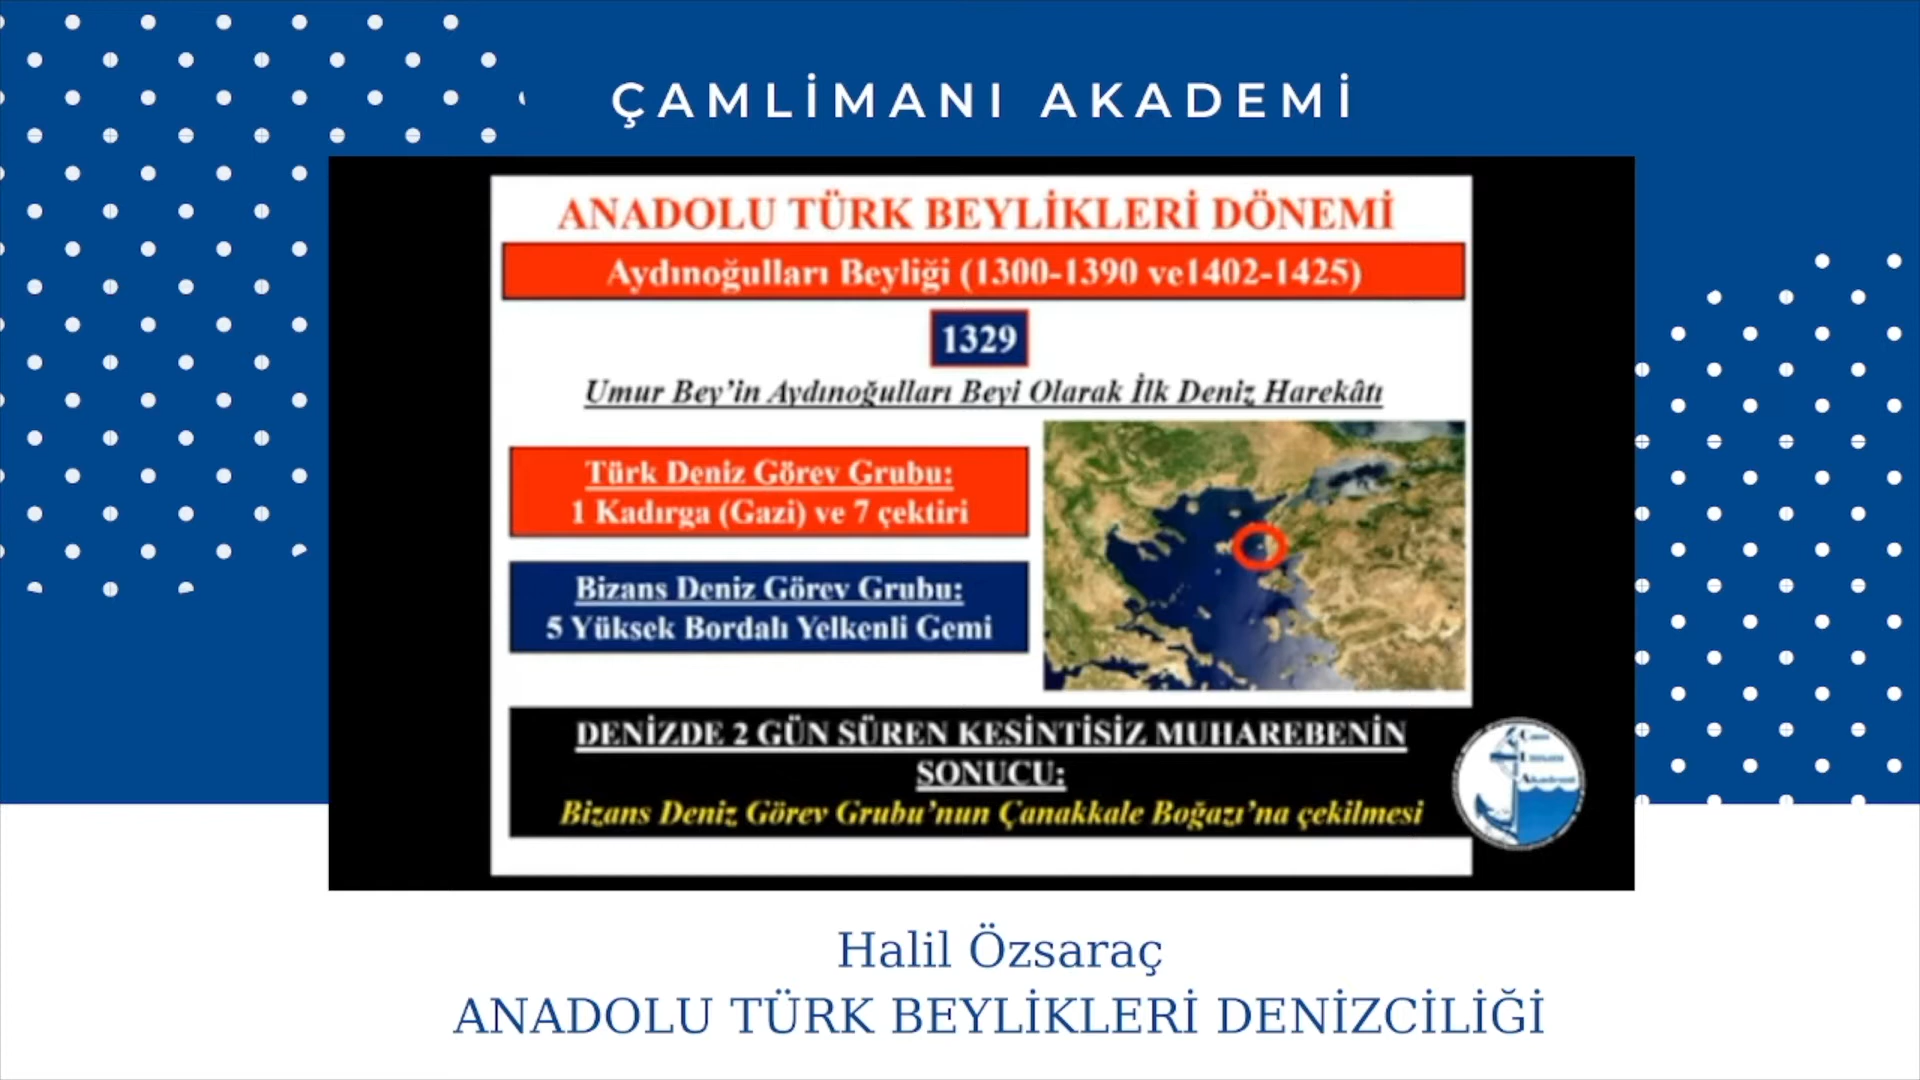 ÇAMLİMANI AKADEMİ
ANADOLU TÜRK BEYLİKLERİ DÖNEMİ
Aydınoğulları Beyliği (1300-1390 ve1402-1425)
1329
Umur Bey’in Aydınoğulları Beyi Olarak İlk Deniz Harekâtı
Türk Deniz Görev Grubu:
1 Kadırga (Gazi) ve 7 çektiri
Bizans Deniz Görev Grubu:
5 Yüksek Bordalı Yelkenli Gemi
DENİZDE 2 GÜN SÜREN KESİNTİSİZ MUHAREBENİN
SONUCU:
Bizans Deniz Görev Grubu’nun Çanakkale Boğazı’na çekilmesi
Akademi
Halil Özsaraç
ANADOLU TÜRK BEYLİKLERİ DENİZCİLİĞİ